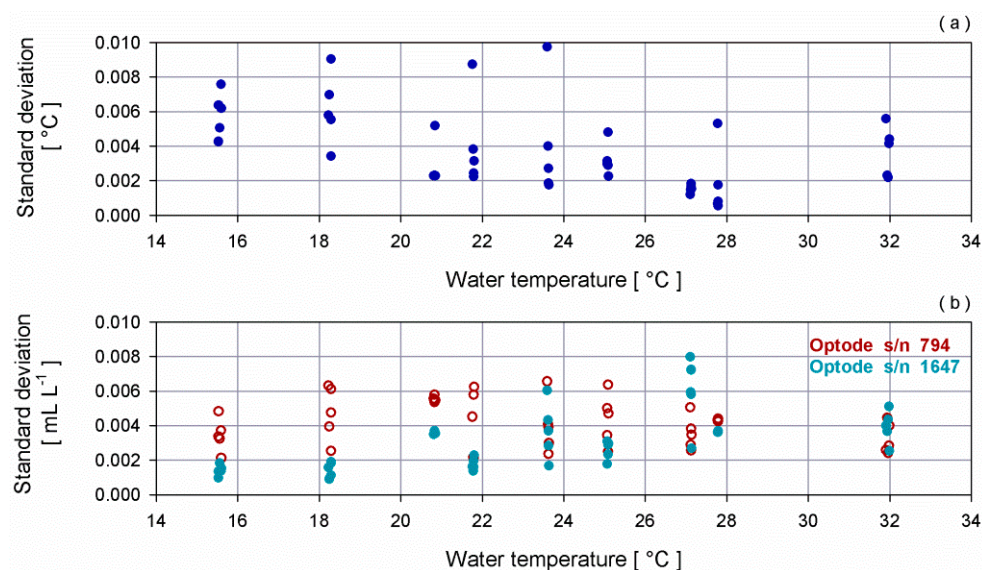 ( a )
Standard deviation
[ °C ]
0.010
0.008
0.006
0.004
0.002
0.000
14 16 18 20 22 24 26 28 30 32 34
Water temperature [ °C ]
( b )
Standard deviation
[ mL L-1 ]
0.010
0.008
0.006
0.004
0.002
0.000
Optode s/n 794
Optode s/n 1647
14 16 18 20 22 24 26 28 30 32 34
Water temperature [ °C ]